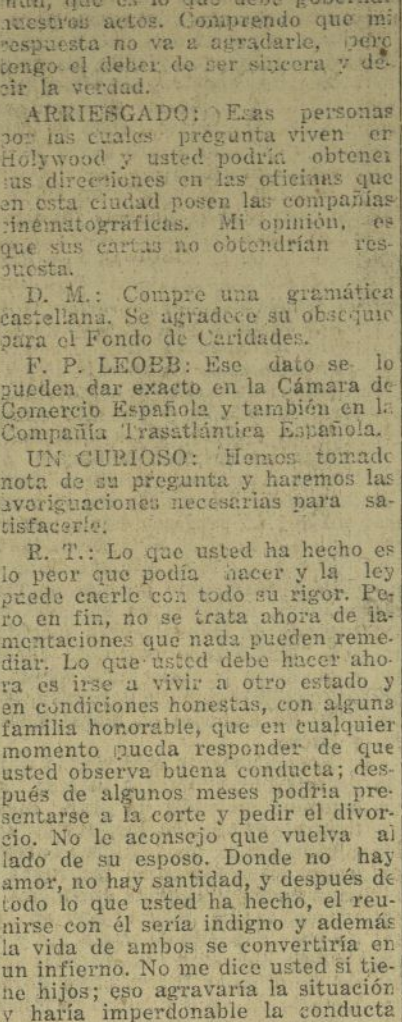 que es lo que debe
nuestros actos. Comprendo que mi
respuesta no va a agradarle, pero
tengo el deber de ser sincera y de-
cir la verdad.
ARRIESGADO: Esas personas
por las cuales pregunta viven en
Holywood y usted podría obtener
sus direcciones en las oficinas que
en esta ciudad posen las compañías
cinematográficas. Mi opinión, es
que sus cartas no obtendrían res-
puesta.
D. M.: Compre una gramática
castellana. Se agradece su obsequio
para el Fondo de Caridades.
F. P. LEOBB: Ese dato se lo
pueden dar exacto en la Cámara de
Comercio Española y también en la
Compañía Trasatlántica Española.
UN CURIOSO: Hemos tomado
nota de su pregunta y haremos las
averiguaciones necesarias para sa-
tisfacerle.
R. T.: Lo que usted ha hecho es
lo peor que podía hacer y la ley
puede caerle con todo su rigor. Pe-
ro en fin, no se trata ahora de la-
mentaciones que nada pueden reme-
diar. Lo que usted debe hacer aho-
ra es irse a vivir a otro estado y
en condiciones honestas, con alguna
familia honorable, que en cualquier
momento pueda responder de que
usted observa buena conducta; des-
pués de algunos meses podría pre-
sentarse a la corte y pedir el divor-
cio. No le aconsejo que vuelva al
lado de su esposo. Donde no hay
amor, no hay santidad, y después de
todo lo que usted ha hecho, el reu-
nirse con él sería indigno y además
la vida de ambos se convertiría en
un infierno. No me dice usted si tie-
ne hijos; eso agravaría la situación
y haría imperdonable la conducta